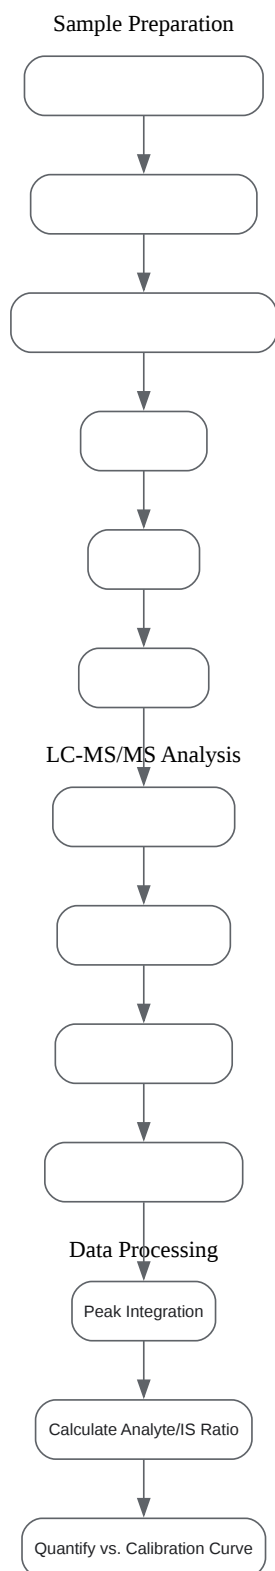 Sample Preparation
LC-MS/MS Analysis
Data Processing
Peak Integration
Calculate Analyte/IS Ratio
Quantify vs. Calibration Curve